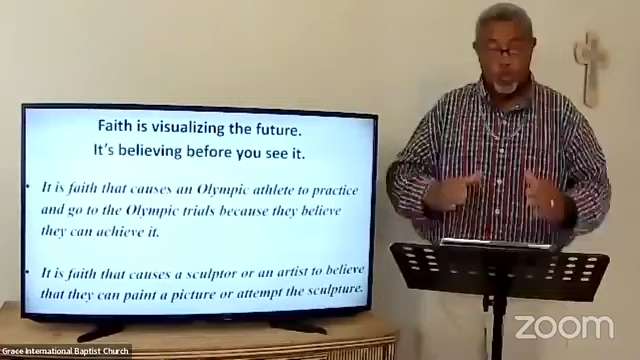 Faith is visualizing the future.
It's believing before you see it.
• It is faith that causes an Olympic athlete to practice
and go to the Olympic trials because they believe
they can achieve it.
• It is faith that causes a sculptor or an artist to believe
that they can paint a picture or attempt the sculpture.
Grace International Baptist Church
zoom